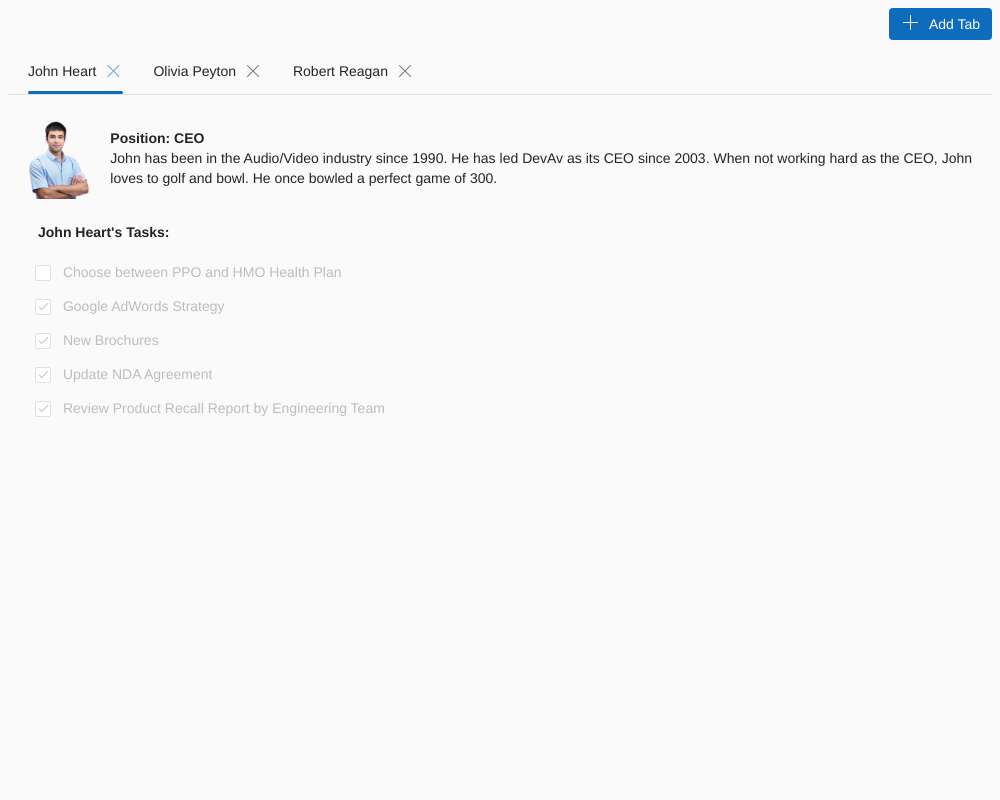 Add Tab
John Heart
Olivia Peyton
Robert Reagan
Position: CEO
John has been in the Audio/Video industry since 1990. He has led DevAv as its CEO since 2003. When not working hard as the CEO, John
loves to golf and bowl. He once bowled a perfect game of 300.
John Heart's Tasks:
Choose between PPO and HMO Health Plan
Google AdWords Strategy
New Brochures
Update NDA Agreement
Review Product Recall Report by Engineering Team